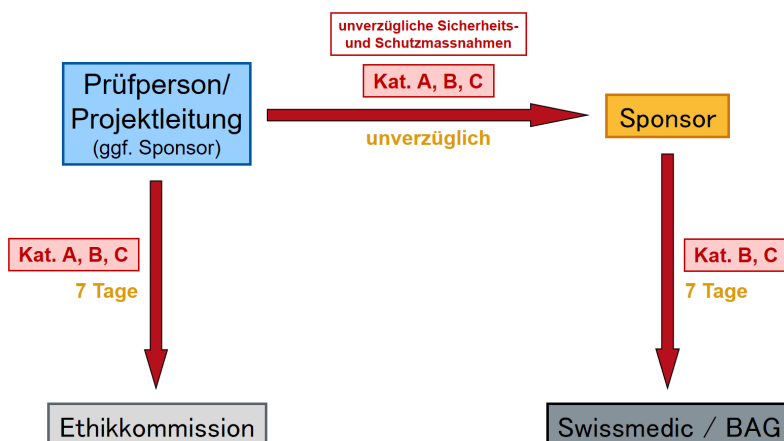 unverzügliche Sicherheits-
und Schutzmassnahmen
Kat. A, B, C
Prüfperson/
Projektleitung
(ggf. Sponsor)
unverzüglich
Sponsor
Kat. A, B, C
7 Tage
Kat. B, C
7 Tage
Ethikkommission
Swissmedic / BAG